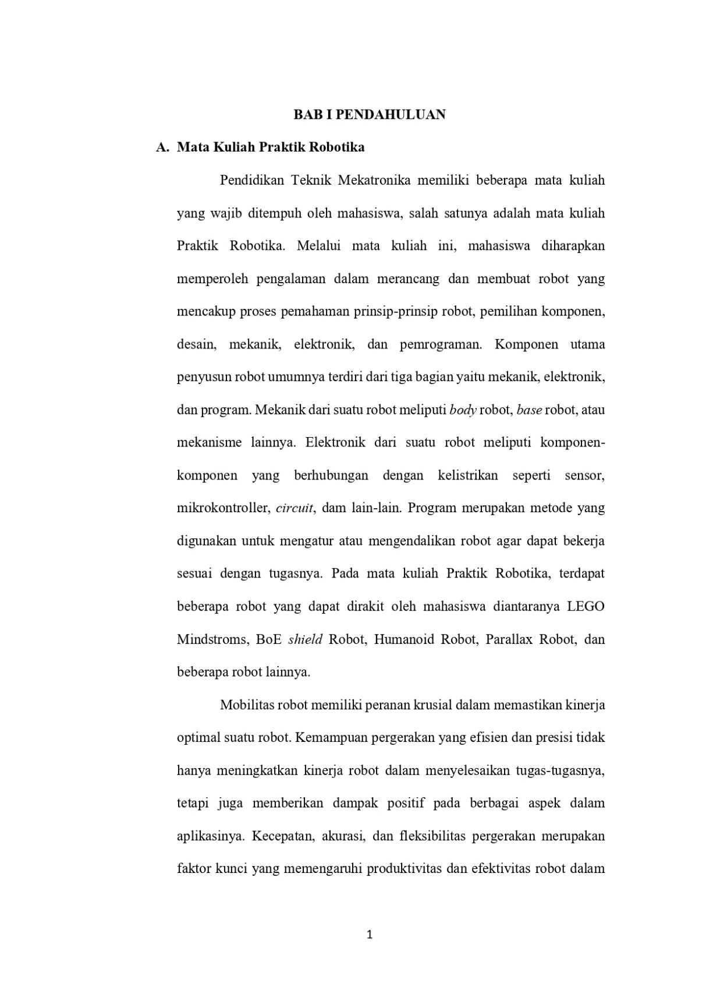 BAB I PENDAHULUAN
A. Mata Kuliah Praktik Robotika
Pendidikan Teknik Mekatronika memiliki beberapa mata kuliah
yang wajib ditempuh oleh mahasiswa, salah satunya adalah mata kuliah
Praktik Robotika. Melalui mata kuliah ini, mahasiswa diharapkan
memperoleh pengalaman dalam merancang dan membuat robot yang
mencakup proses pemahaman prinsip-prinsip robot, pemilihan komponen,
desain, mekanik, elektronik, dan pemrograman. Komponen utama
penyusun robot umumnya terdiri dari tiga bagian yaitu mekanik, elektronik,
dan program. Mekanik dari suatu robot meliputi body robot, base robot, atau
mekanisme lainnya. Elektronik dari suatu robot meliputi komponen-
komponen yang berhubungan dengan kelistrikan seperti sensor,
mikrokontroller, circuit, dam lain-lain. Program merupakan metode yang
digunakan untuk mengatur atau mengendalikan robot agar dapat bekerja
sesuai dengan tugasnya. Pada mata kuliah Praktik Robotika, terdapat
beberapa robot yang dapat dirakit oleh mahasiswa diantaranya LEGO
Mindstroms, BoE shield Robot, Humanoid Robot, Parallax Robot, dan
beberapa robot lainnya.
Mobilitas robot memiliki peranan krusial dalam memastikan kinerja
optimal suatu robot. Kemampuan pergerakan yang efisien dan presisi tidak
hanya meningkatkan kinerja robot dalam menyelesaikan tugas-tugasnya,
tetapi juga memberikan dampak positif pada berbagai aspek dalam
aplikasinya. Kecepatan, akurasi, dan fleksibilitas pergerakan merupakan
faktor kunci yang memengaruhi produktivitas dan efektivitas robot dalam
1